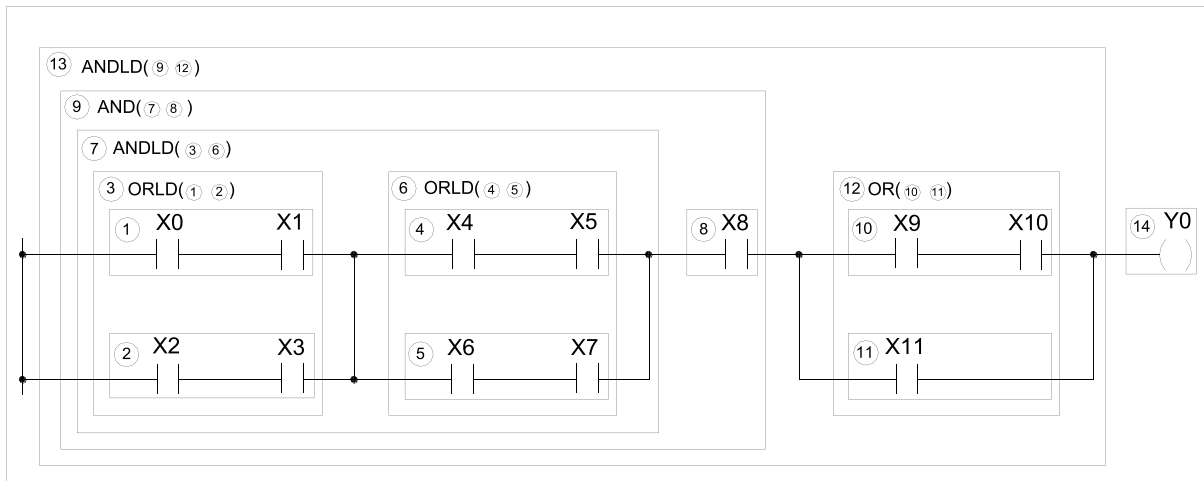 13 ANDLD( 9 12 )
9 AND( 7 8 )
7 ANDLD( 3 6 )
3 ORLD( 1 2 )
6 ORLD( 4 5 )
12 OR( 10 11 )
1 X0 X1
4 X4 X5
8 X8
10 X9 X10
14 Y0
2 X2 X3
5 X6 X7
11 X11